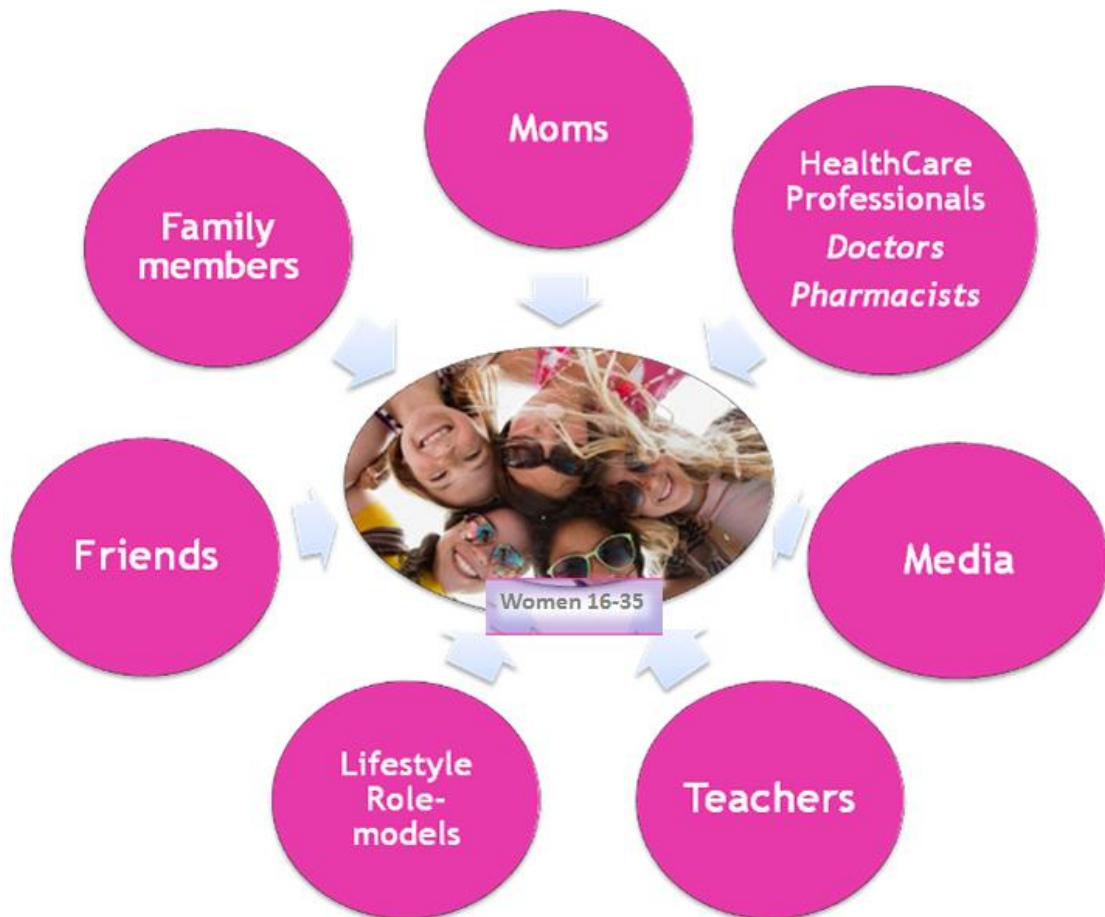 Moms
HealthCare
Professionals
Doctors
Pharmacists
Family
members
Friends
Media
Women 16-35
Lifestyle
Role-
models
Teachers